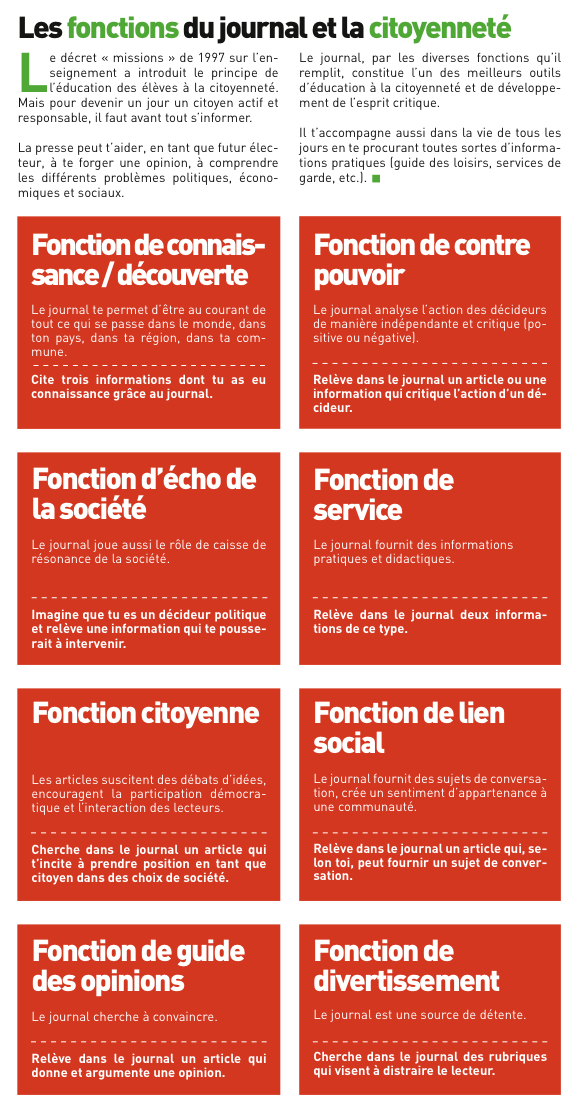 Les fonctions du journal et la citoyenneté
Le décret « missions » de 1997 sur l’en-
seignement a introduit le principe de
l’éducation des élèves à la citoyenneté.
Mais pour devenir un jour un citoyen actif et
responsable, il faut avant tout s’informer.
La presse peut t’aider, en tant que futur élec-
teur, à te forger une opinion, à comprendre
les différents problèmes politiques, écono-
miques et sociaux.
Le journal, par les diverses fonctions qu’il
remplit, constitue l’un des meilleurs outils
d’éducation à la citoyenneté et de développe-
ment de l’esprit critique.
Il t’accompagne aussi dans la vie de tous les
jours en te procurant toutes sortes d’informa-
tions pratiques (guide des loisirs, services de
garde, etc.). ■
Fonction de connais-
sance / découverte
Le journal te permet d’être au courant de
tout ce qui se passe dans le monde, dans
ton pays, dans ta région, dans ta com-
mune.
Cite trois informations dont tu as eu
connaissance grâce au journal.
Fonction de contre
pouvoir
Le journal analyse l’action des décideurs
de manière indépendante et critique (po-
sitive ou négative).
Relève dans le journal un article ou une
information qui critique l’action d’un dé-
cideur.
Fonction d’écho de
la société
Le journal joue aussi le rôle de caisse de
résonance de la société.
Imagine que tu es un décideur politique
et relève une information qui te pousse-
rait à intervenir.
Fonction de
service
Le journal fournit des informations
pratiques et didactiques.
Relève dans le journal deux informa-
tions de ce type.
Fonction citoyenne
Les articles suscitent des débats d’idées,
encouragent la participation démocra-
tique et l’interaction des lecteurs.
Cherche dans le journal un article qui
t’incite à prendre position en tant que
citoyen dans des choix de société.
Fonction de lien
social
Le journal fournit des sujets de conversa-
tion, crée un sentiment d’appartenance à
une communauté.
Relève dans le journal un article qui, se-
lon toi, peut fournir un sujet de conver-
sation.
Fonction de guide
des opinions
Le journal cherche à convaincre.
Relève dans le journal un article qui
donne et argumente une opinion.
Fonction de
divertissement
Le journal est une source de détente.
Cherche dans le journal des rubriques
qui visent à distraire le lecteur.